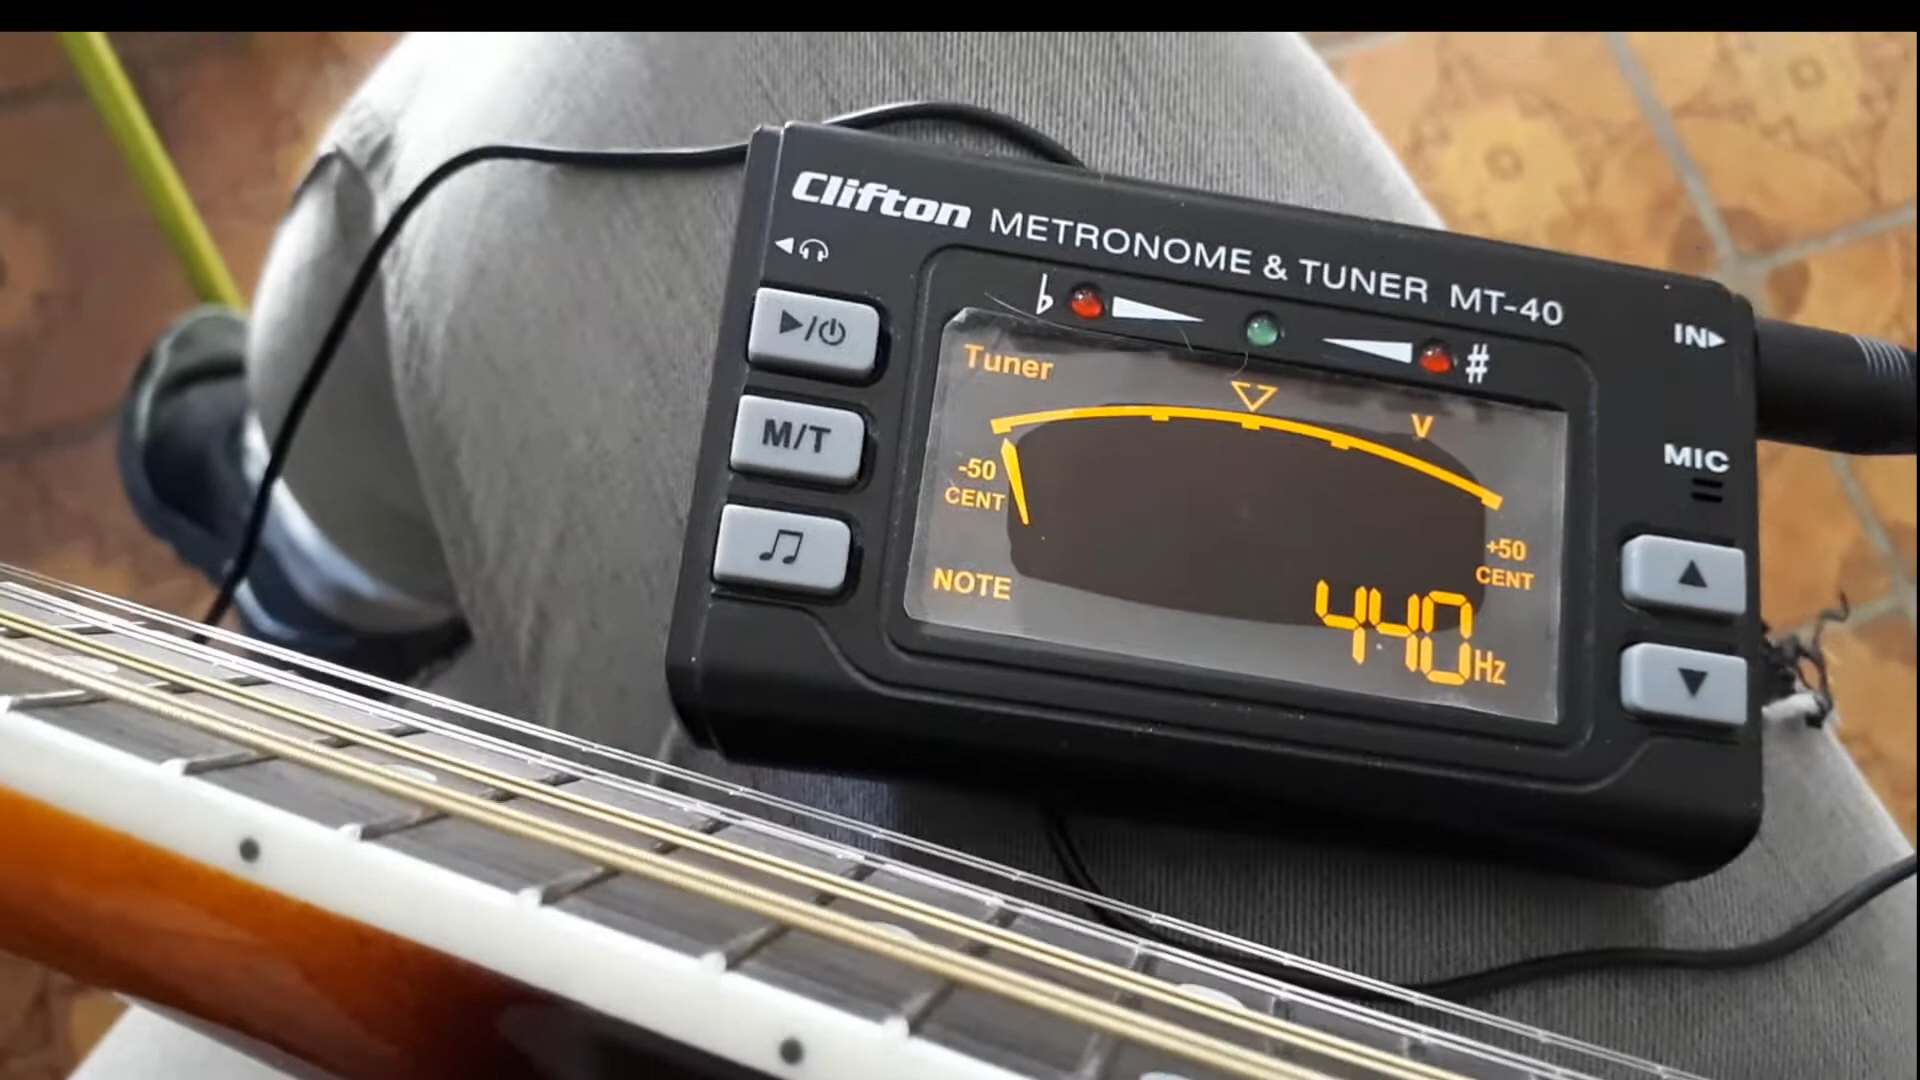 Clifton METRONOME & TUNER MT-40
♭ #
IN
Tuner
M/T
V
MIC
-50
CENT
+50
CENT
NOTE
440Hz